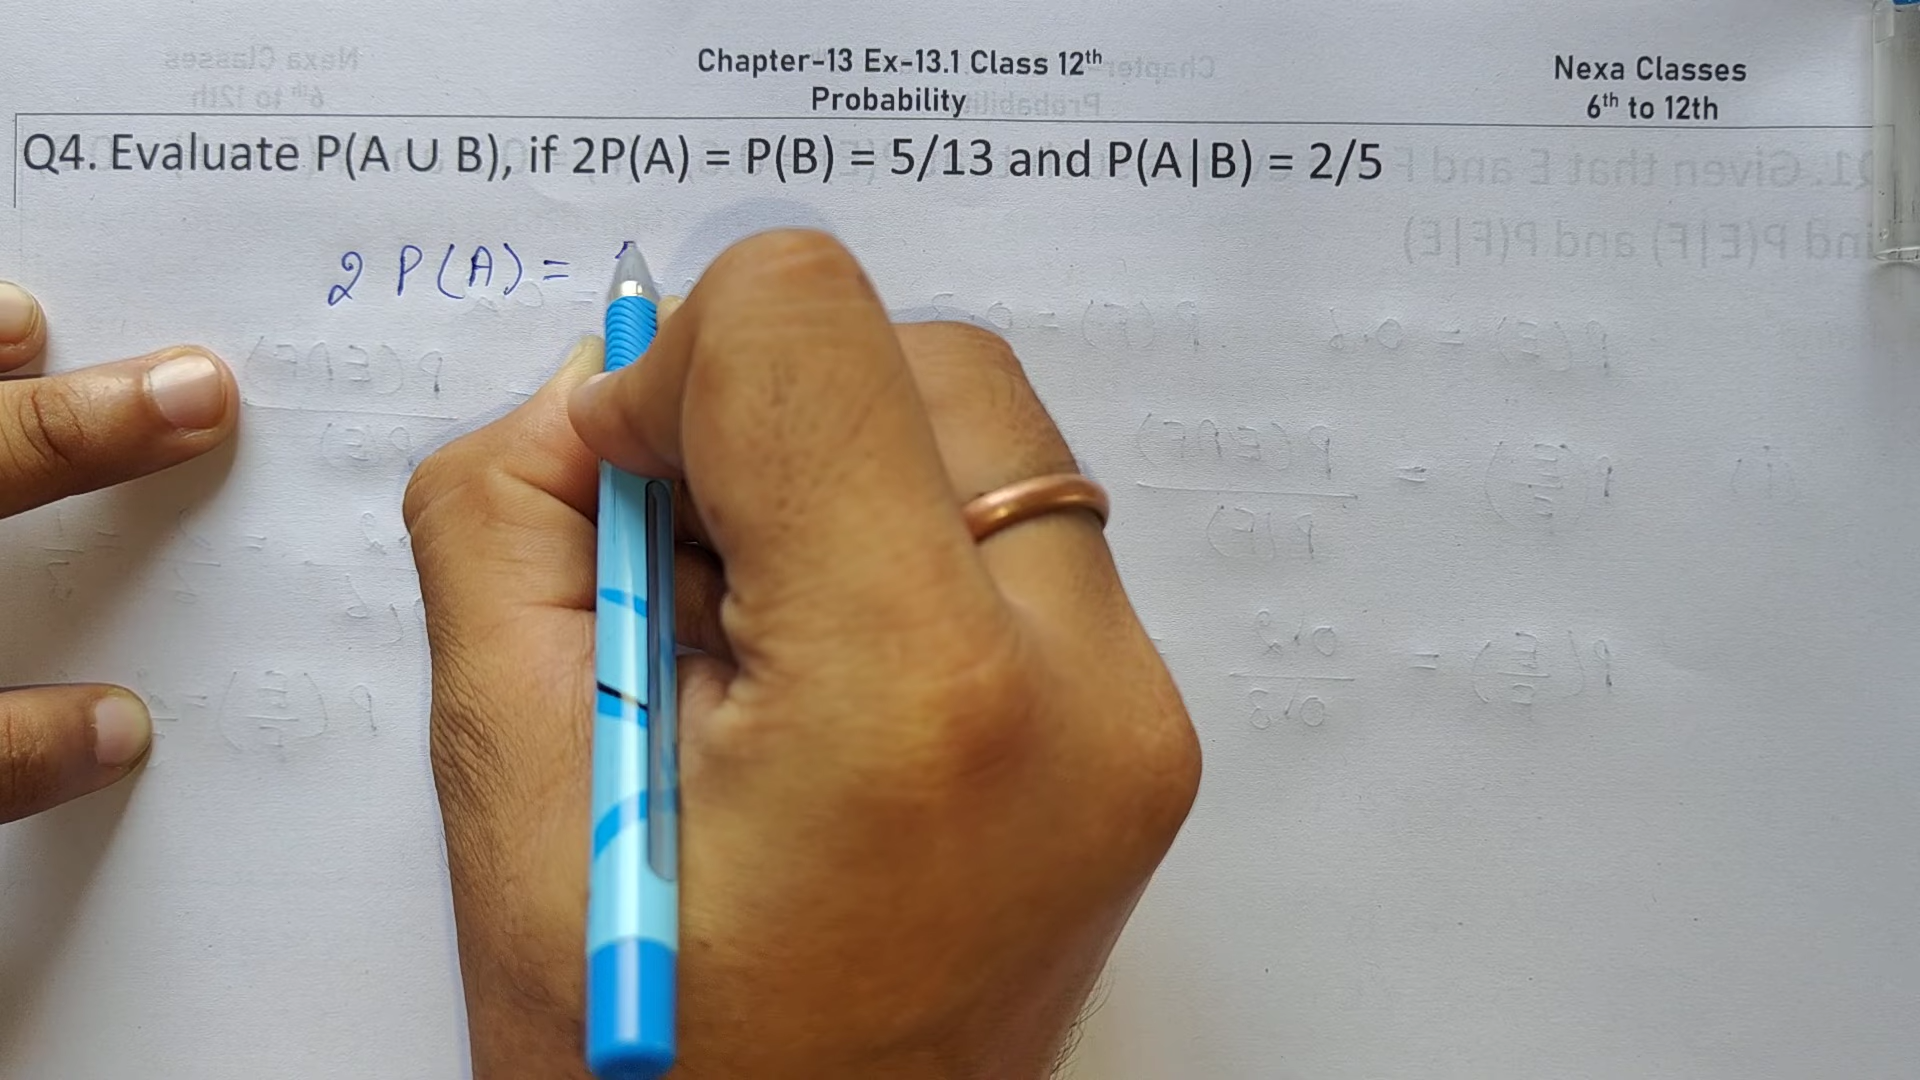 Chapter-13 Ex-13.1 Class 12th
Probability
Nexa Classes
6th to 12th
Q4. Evaluate P(A ∪ B), if 2P(A) = P(B) = 5/13 and P(A|B) = 2/5
2 P(A) =